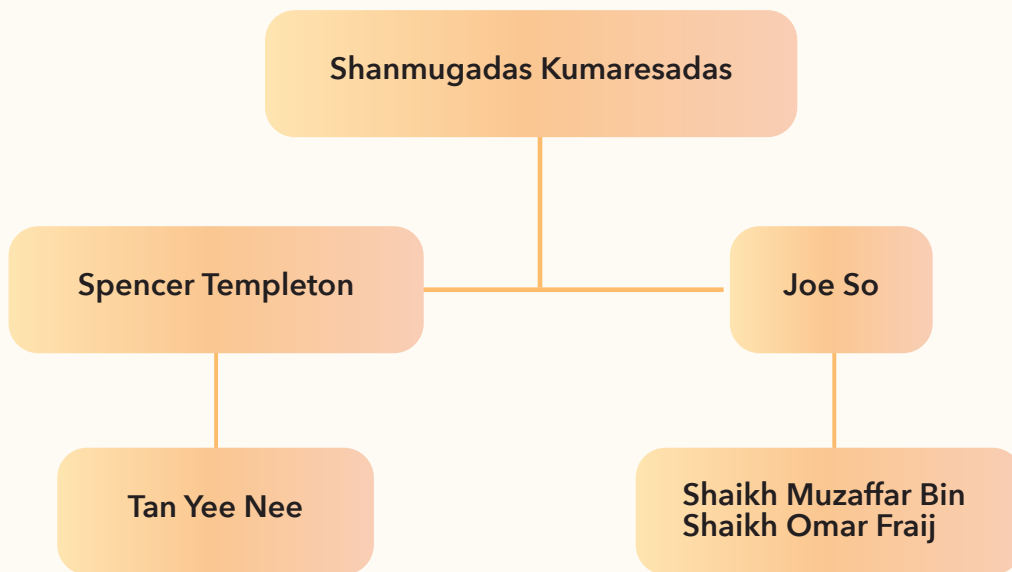 Shanmugadas Kumaresadas
Spencer Templeton
Joe So
Tan Yee Nee
Shaikh Muzaffar Bin
Shaikh Omar Fraij